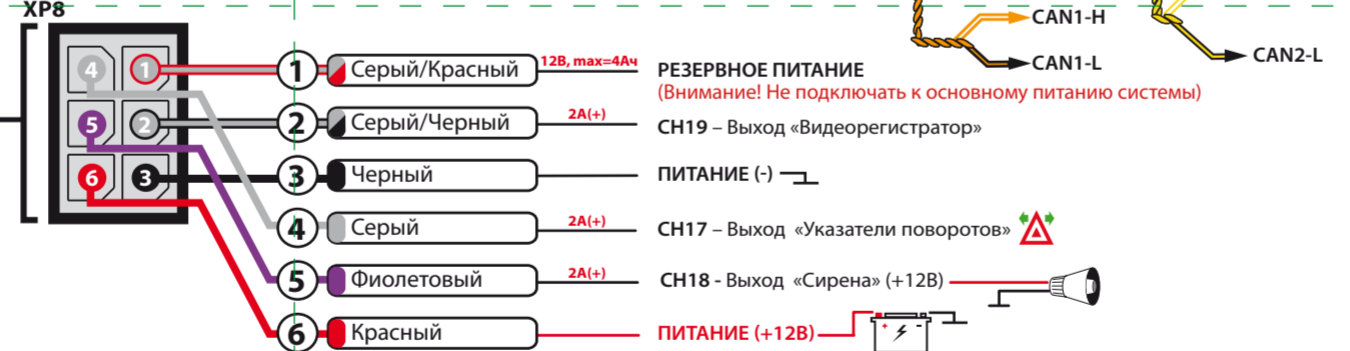 XP8
CAN1-H
CAN1-L
CAN2-L
4 1
5 2
6 3
1 Серый/Красный 12В, max=4Ач РЕЗЕРВНОЕ ПИТАНИЕ
(Внимание! Не подключать к основному питанию системы)
2 Серый/Черный 2А(+) CH19 – Выход «Видеорегистратор»
3 Черный ПИТАНИЕ (-)
4 Серый 2А(+) CH17 – Выход «Указатели поворотов»
5 Фиолетовый 2А(+) CH18 - Выход «Сирена» (+12В)
6 Красный ПИТАНИЕ (+12В)